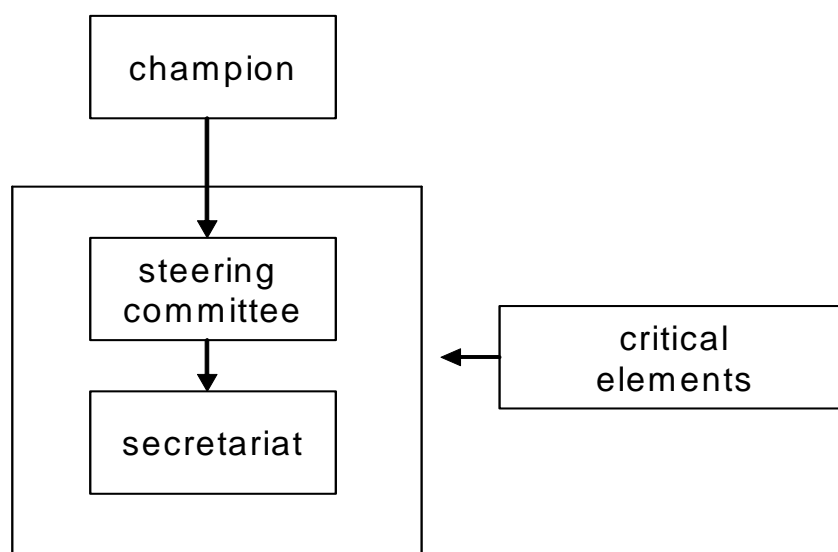 champion
steering
committee
critical
elements
secretariat